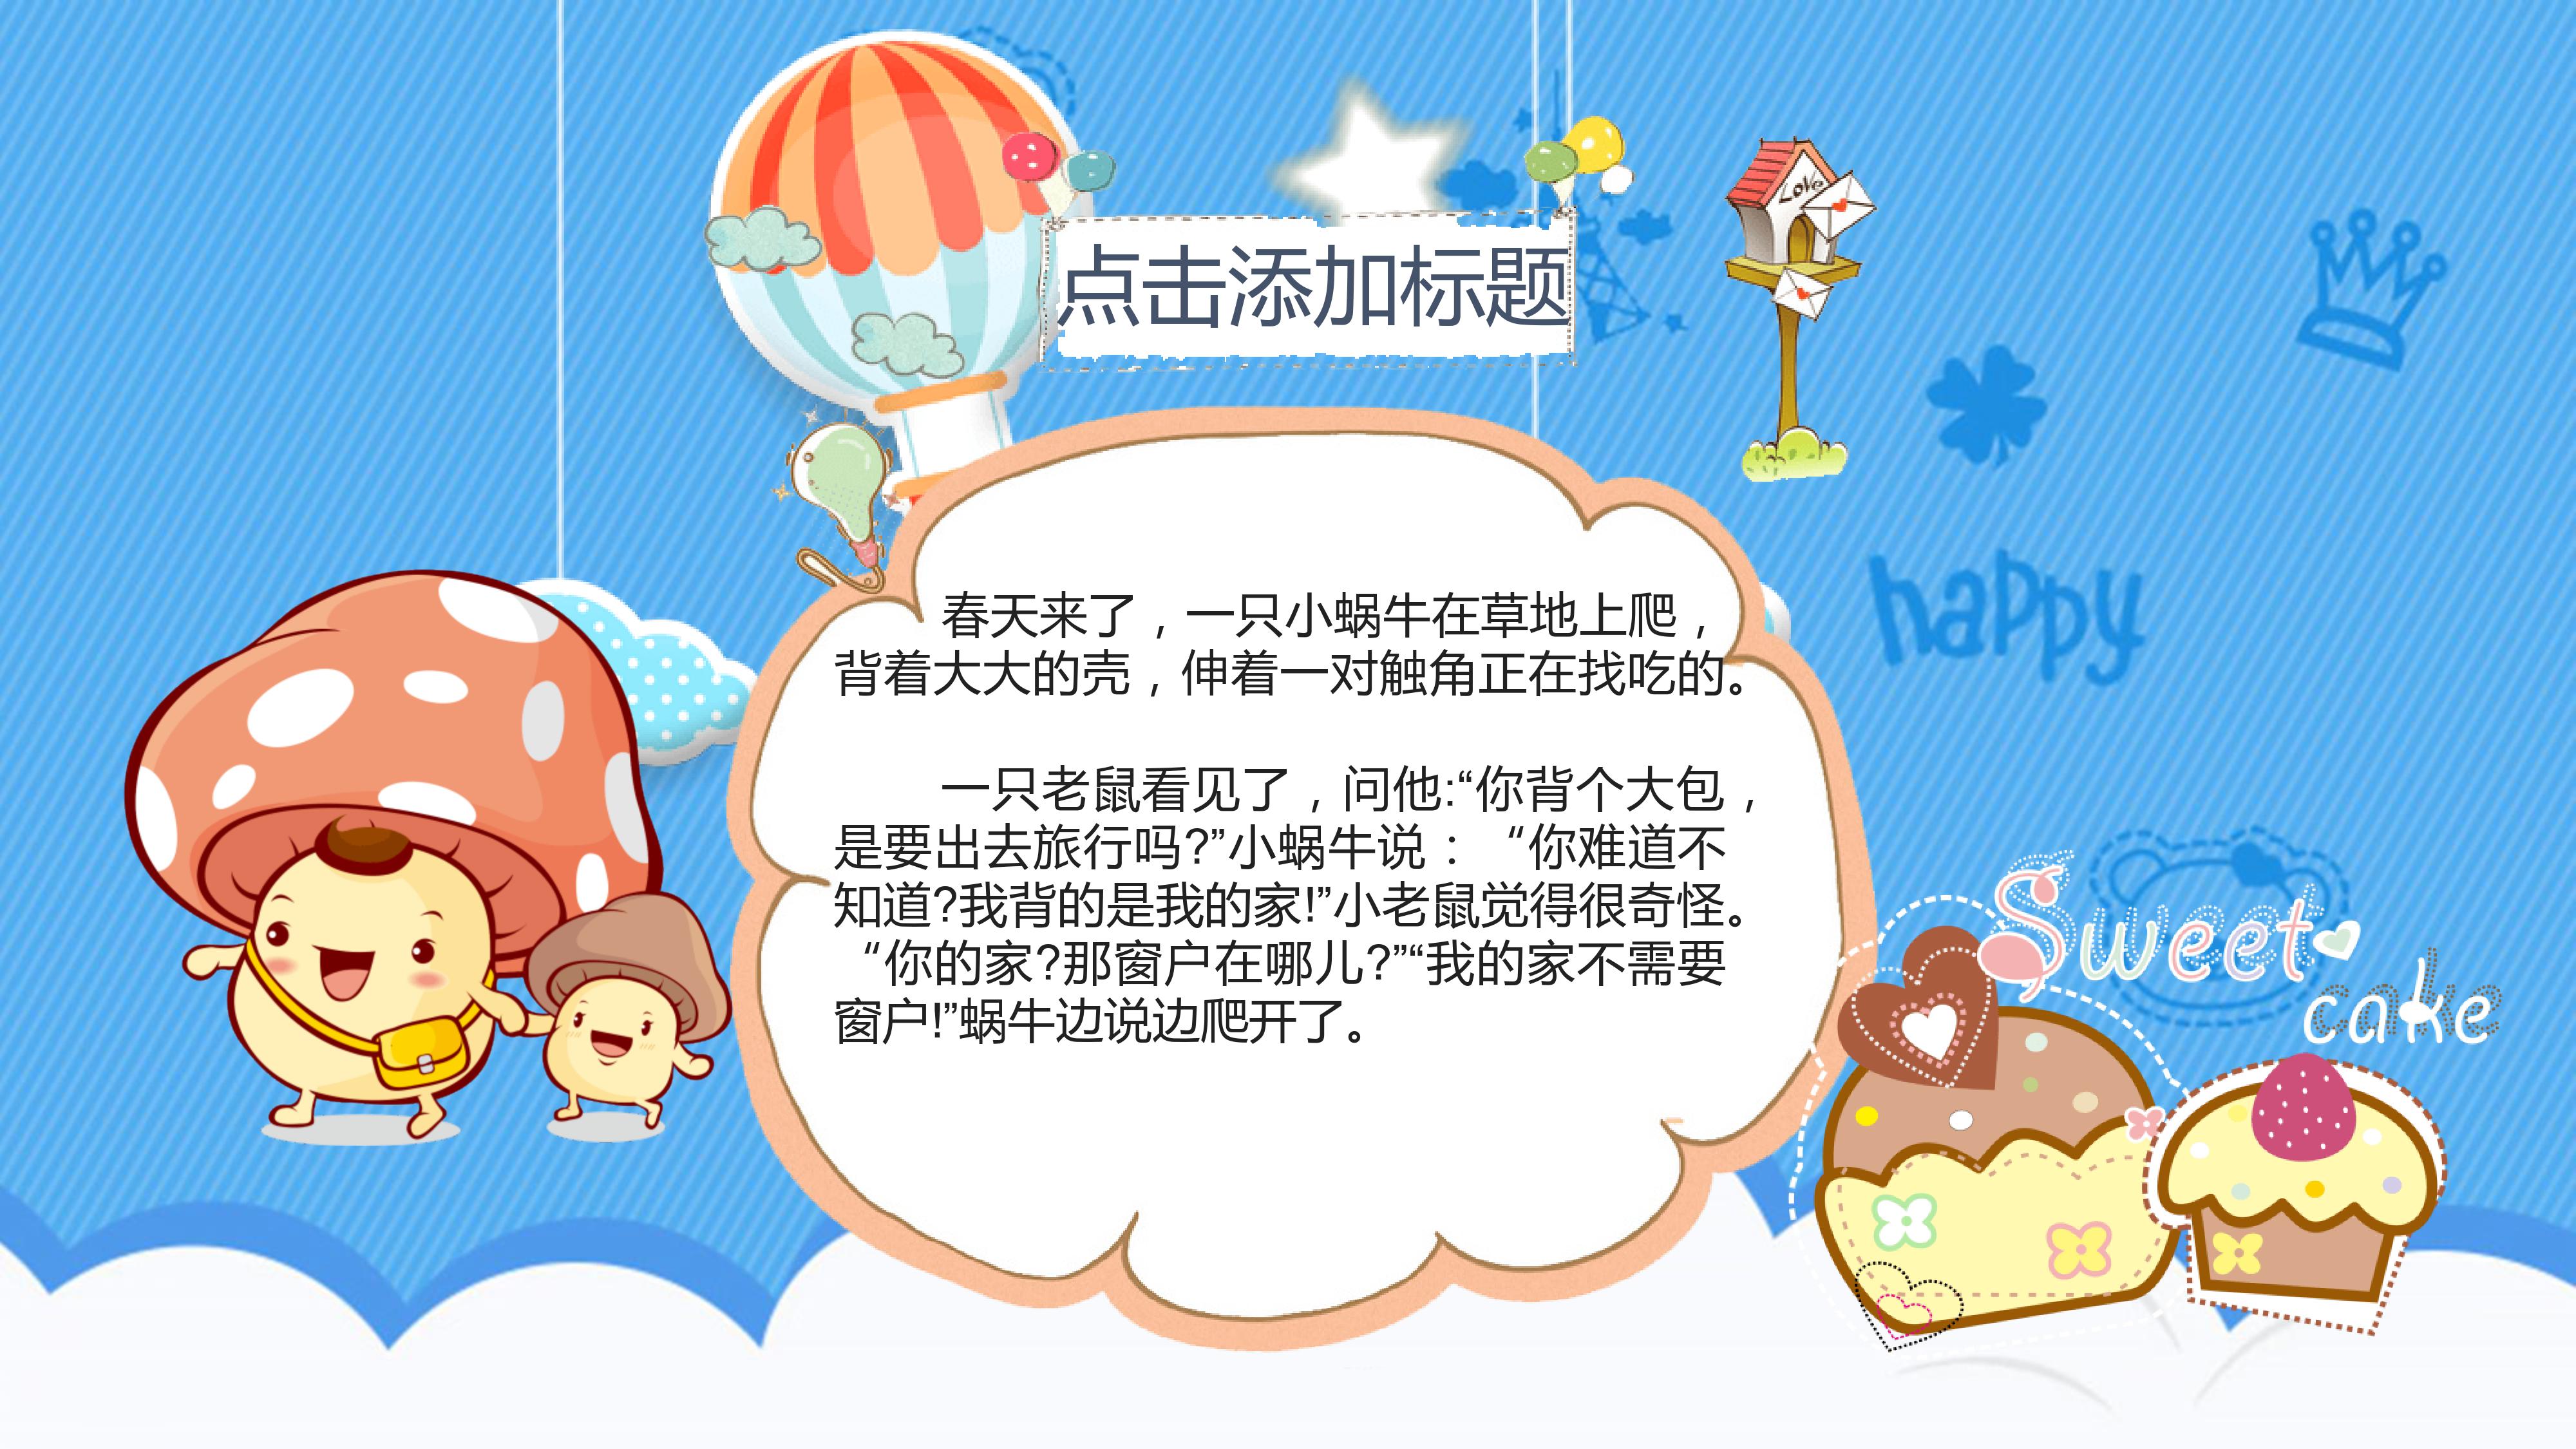 Love
点击添加标题
春天来了，一只小蜗牛在草地上爬，
背着大大的壳，伸着一对触角正在找吃的。
一只老鼠看见了，问他:“你背个大包，
是要出去旅行吗?”小蜗牛说：“你难道不
知道?我背的是我的家!”小老鼠觉得很奇怪。
“你的家?那窗户在哪儿?”“我的家不需要
窗户!”蜗牛边说边爬开了。
happy
Sweet
cake